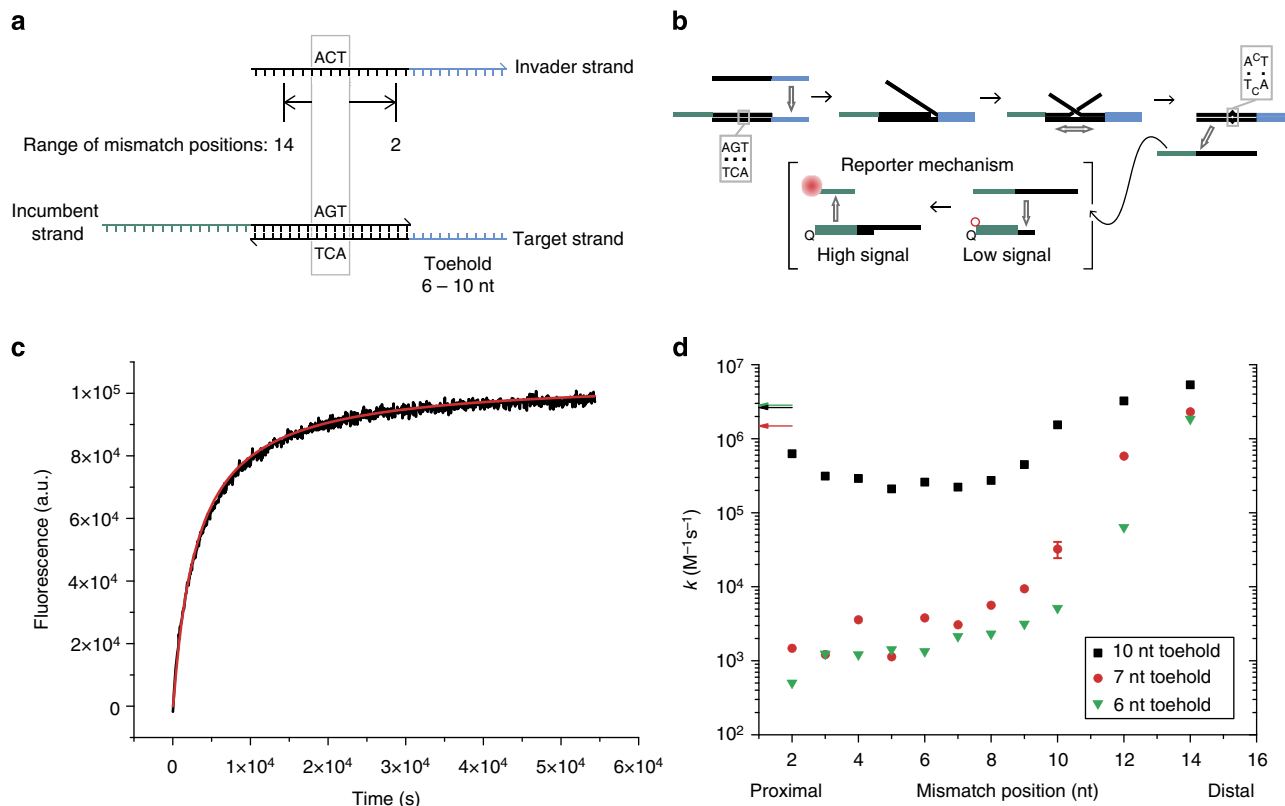 a
ACT
Invader strand
Range of mismatch positions: 14
2
Incumbent
strand
AGT
TCA
Target strand
Toehold
6 – 10 nt
b
AGT
TCA
A C T
T C A
Reporter mechanism
Q
High signal
Q
Low signal
c
Fluorescence (a.u.)
1×10⁵
8×10⁴
6×10⁴
4×10⁴
2×10⁴
0
0
1×10⁴
2×10⁴
3×10⁴
4×10⁴
5×10⁴
6×10⁴
Time (s)
d
k (M⁻¹s⁻¹)
10⁷
10⁶
10⁵
10⁴
10³
10²
10 nt toehold
7 nt toehold
6 nt toehold
2 4 6 8 10 12 14 16
Proximal Mismatch position (nt) Distal